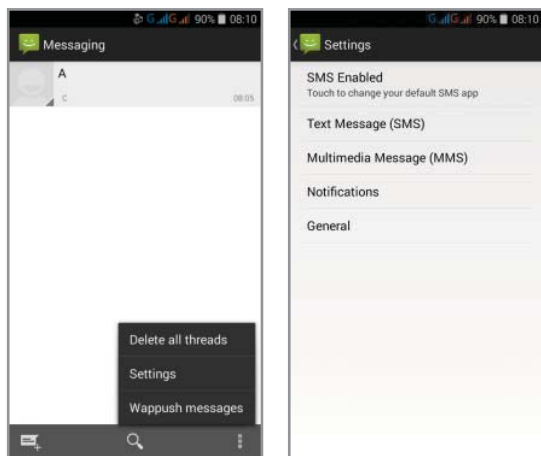 G G 90% 08:10
Messaging
A
C 08:05
Delete all threads
Settings
Wappush messages
G G 90% 08:10
Settings
SMS Enabled
Touch to change your default SMS app
Text Message (SMS)
Multimedia Message (MMS)
Notifications
General